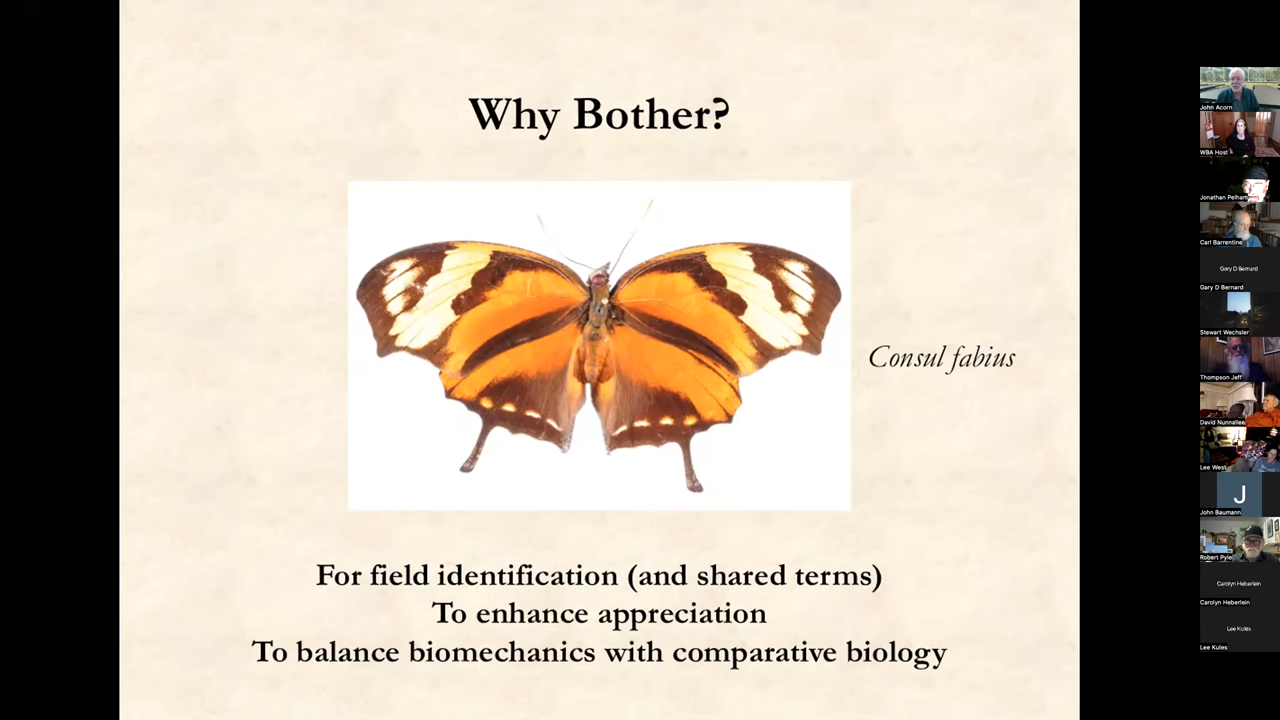 Why Bother?
Consul fabius
For field identification (and shared terms)
To enhance appreciation
To balance biomechanics with comparative biology
John Acorn
WBA Host
Jonathan Pelham
Carl Barrentine
Gary D Bernard
Gary D Bernard
Stewart Wechsler
Thompson Jeff
David Nunnallee
Lee West
J
John Baumann
Robert Pyle
Carolyn Heberlein
Carolyn Heberlein
Lee Kules
Lee Kules